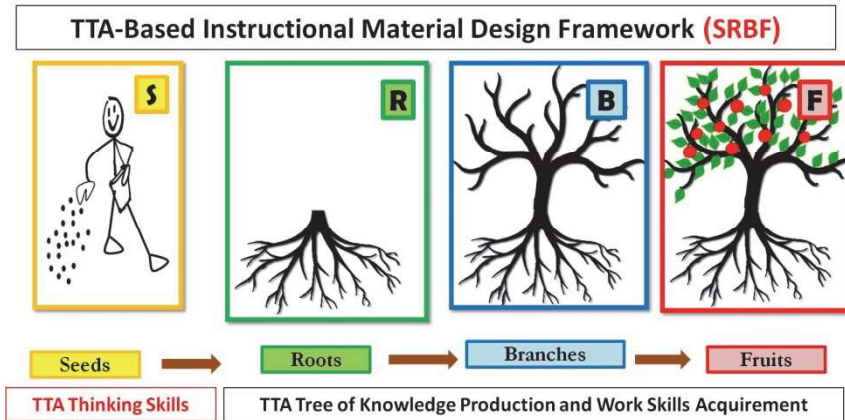 TTA-Based Instructional Material Design Framework (SRBF)
S
R
B
F
Seeds
Roots
Branches
Fruits
TTA Thinking Skills
TTA Tree of Knowledge Production and Work Skills Acquirement